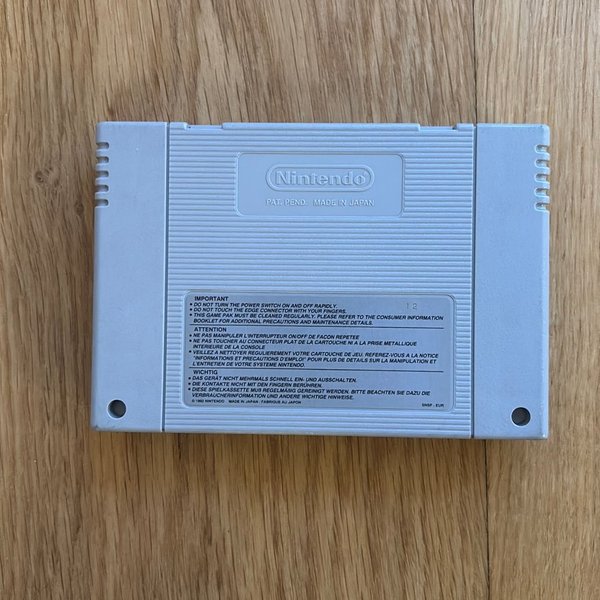 Nintendo
PAT. PEND. MADE IN JAPAN
12
IMPORTANT
• DO NOT TURN THE POWER SWITCH ON AND OFF RAPIDLY.
• DO NOT TOUCH THE EDGE CONNECTOR WITH YOUR FINGERS.
• THIS GAME PAK MUST BE CLEANED REGULARLY. PLEASE REFER TO THE CONSUMER INFORMATION
BOOKLET FOR ADDITIONAL PRECAUTIONS AND MAINTENANCE DETAILS.
ATTENTION
• NE PAS MANIPULER L'INTERRUPTEUR ON/OFF DE FACON REPETEE
• NE PAS TOUCHER AU CONNECTEUR PLAT DE LA CARTOUCHE NI A LA PRISE METALLIQUE
INTERIEURE DE LA CONSOLE
• VEILLEZ A NETTOYER REGULIEREMENT VOTRE CARTOUCHE DE JEU. REFEREZ-VOUS A LA NOTICE
"INFORMATIONS ET PRECAUTIONS D'EMPLOI" POUR PLUS DE DETAILS SUR LA MANIPULATION ET
L'ENTRETIEN DE VOTRE SYSTEME NINTENDO.
WICHTIG
• DAS GERÄT NICHT MEHRMALS SCHNELL EIN- UND AUSSCHALTEN.
• DIE KONTAKTE NICHT MIT DEN FINGERN BERÜHREN
• DIESE SPIELKASSETTE MUß REGELMÄßIG GEREINIGT WERDEN. BITTE BEACHTEN SIE DAZU DIE
VERBRAUCHERINFORMATION UND ANDERE WICHTIGE HINWEISE.
© 1992 NINTENDO MADE IN JAPAN / FABRIQUE AU JAPON SNSP - EUR